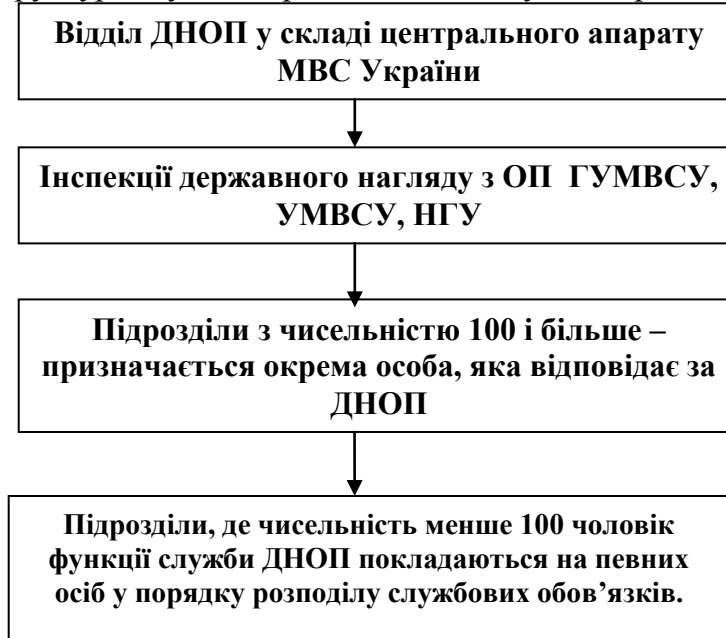 Відділ ДНОП у складі центрального апарату
МВС України
Інспекції державного нагляду з ОП ГУМВСУ,
УМВСУ, НГУ
Підрозділи з чисельністю 100 і більше –
призначається окрема особа, яка відповідає за
ДНОП
Підрозділи, де чисельність менше 100 чоловік
функції служби ДНОП покладаються на певних
осіб у порядку розподілу службових обов’язків.